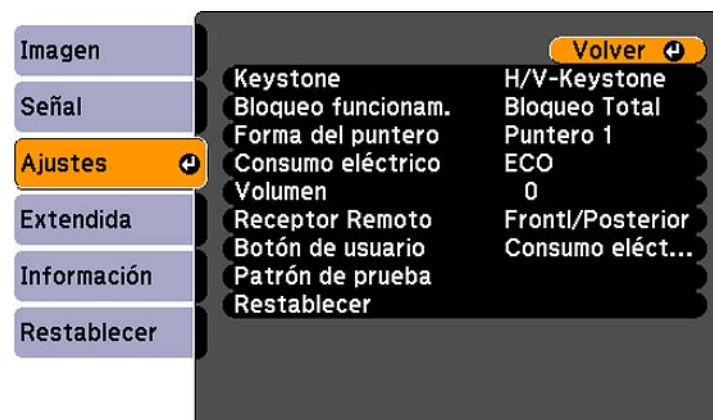 Imagen
Señal
Ajustes
Extendida
Información
Restablecer
Volver
Keystone H/V-Keystone
Bloqueo funcionam. Bloqueo Total
Forma del puntero Puntero 1
Consumo eléctrico ECO
Volumen 0
Receptor Remoto Frontl/Posterior
Botón de usuario Consumo eléct...
Patrón de prueba
Restablecer